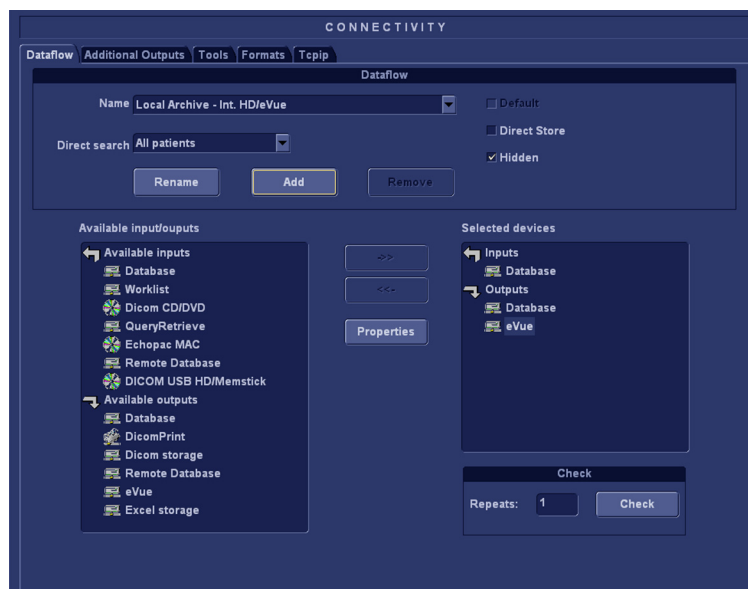 CONNECTIVITY
Dataflow Additional Outputs Tools Formats Tcpip
Dataflow
Name Local Archive - Int. HD/eVue
Default
Direct search All patients
Direct Store
Hidden
Rename Add Remove
Available input/ouputs
Available inputs
Database
Worklist
Dicom CD/DVD
QueryRetrieve
Echopac MAC
Remote Database
DICOM USB HD/Memstick
Available outputs
Database
DicomPrint
Dicom storage
Remote Database
eVue
Excel storage
->>
<<-
Properties
Selected devices
Inputs
Database
Outputs
Database
eVue
Check
Repeats: 1 Check